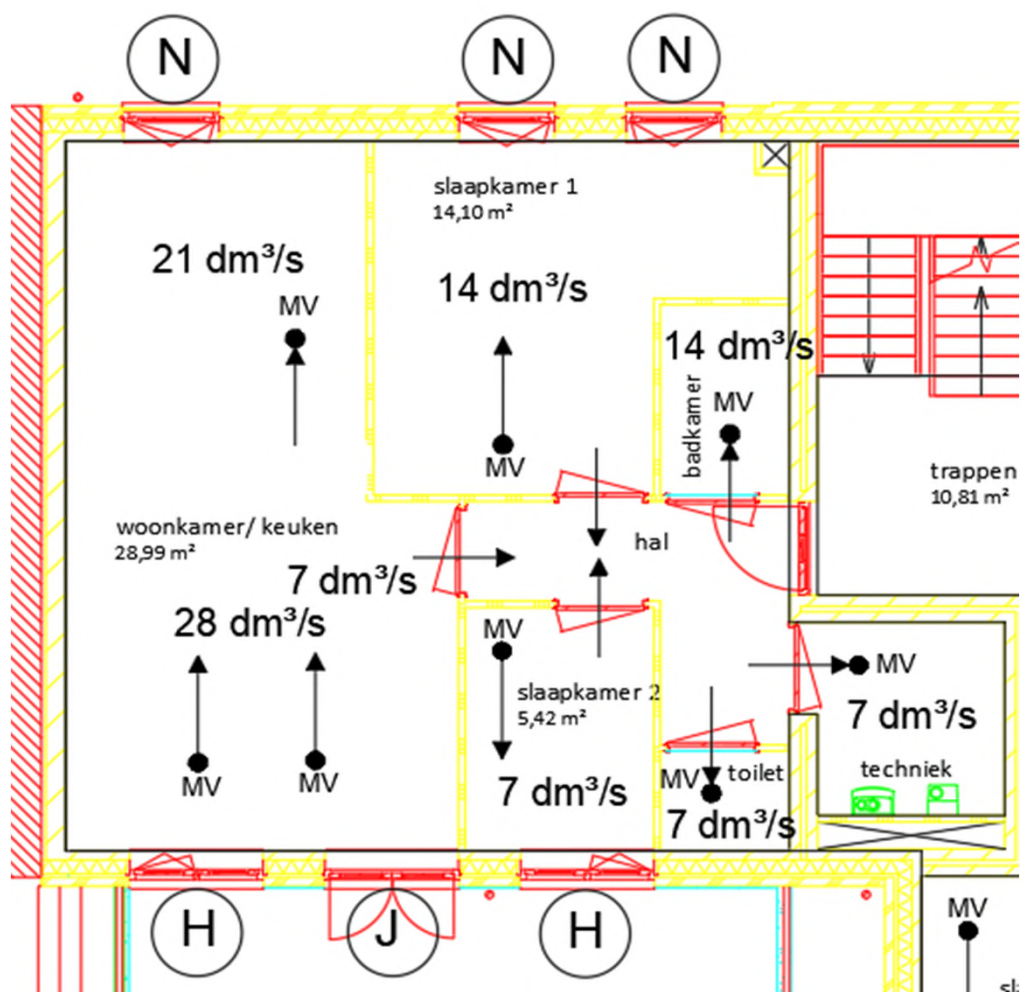 N
N
N
slaapkamer 1
14,10 m²
21 dm³/s
MV
14 dm³/s
MV
14 dm³/s
badkamer
MV
trappen
10,81 m²
woonkamer/ keuken
28,99 m²
hal
7 dm³/s
28 dm³/s
MV
MV
MV
slaapkamer 2
5,42 m²
7 dm³/s
MV
7 dm³/s
techniek
MV
toilet
7 dm³/s
H
J
H
MV